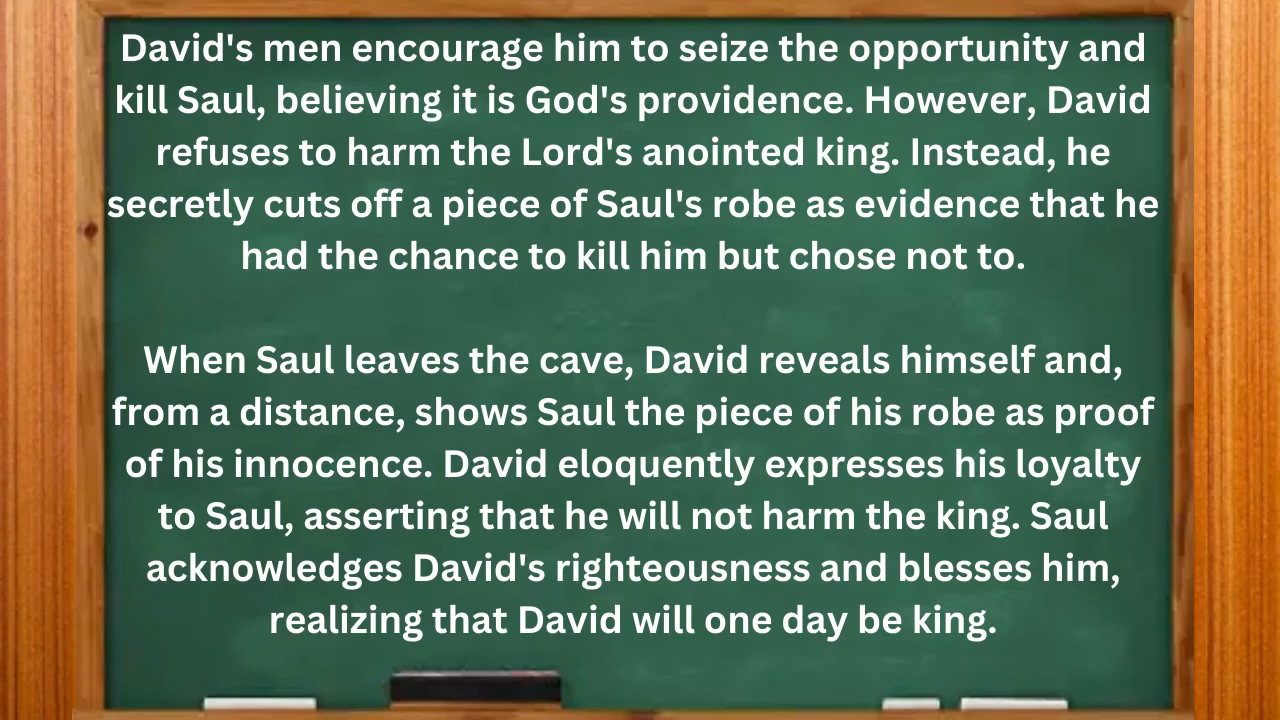 David's men encourage him to seize the opportunity and
kill Saul, believing it is God's providence. However, David
refuses to harm the Lord's anointed king. Instead, he
secretly cuts off a piece of Saul's robe as evidence that he
had the chance to kill him but chose not to.
When Saul leaves the cave, David reveals himself and,
from a distance, shows Saul the piece of his robe as proof
of his innocence. David eloquently expresses his loyalty
to Saul, asserting that he will not harm the king. Saul
acknowledges David's righteousness and blesses him,
realizing that David will one day be king.